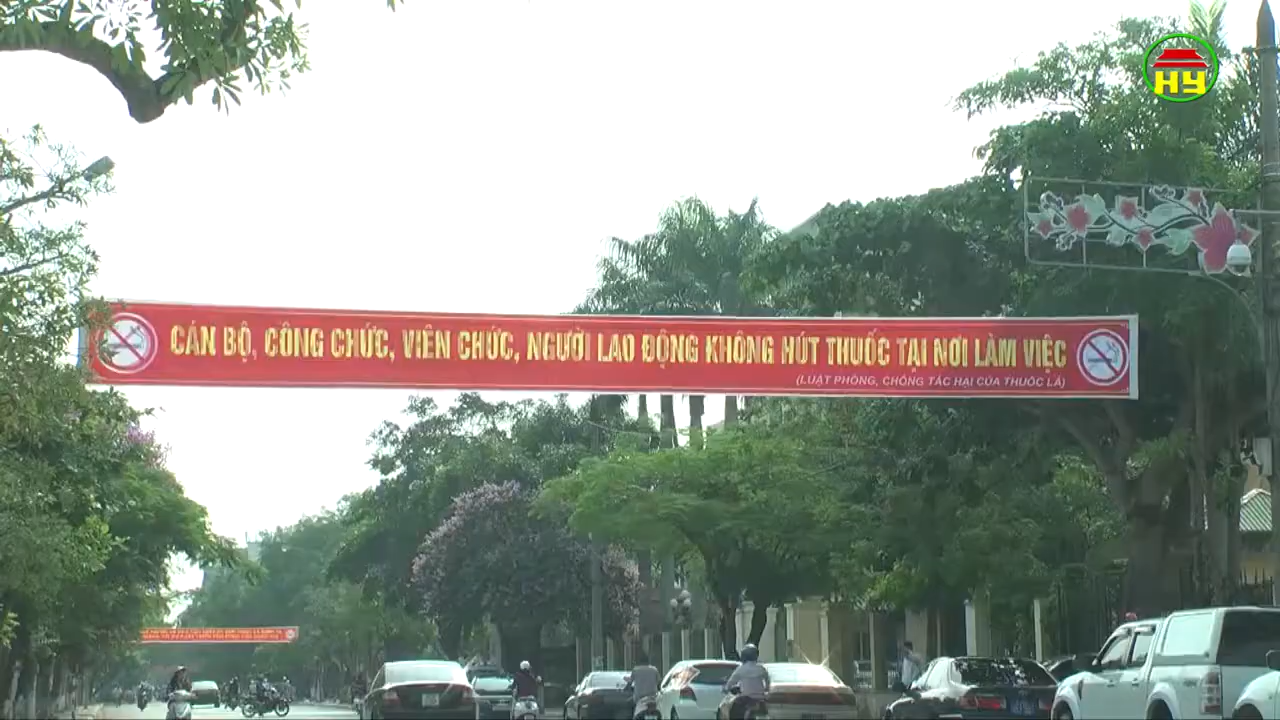 HY
CÁN BỘ, CÔNG CHỨC, VIÊN CHỨC, NGƯỜI LAO ĐỘNG KHÔNG HÚT THUỐC TẠI NƠI LÀM VIỆC
(LUẬT PHÒNG, CHỐNG TÁC HẠI CỦA THUỐC LÁ)